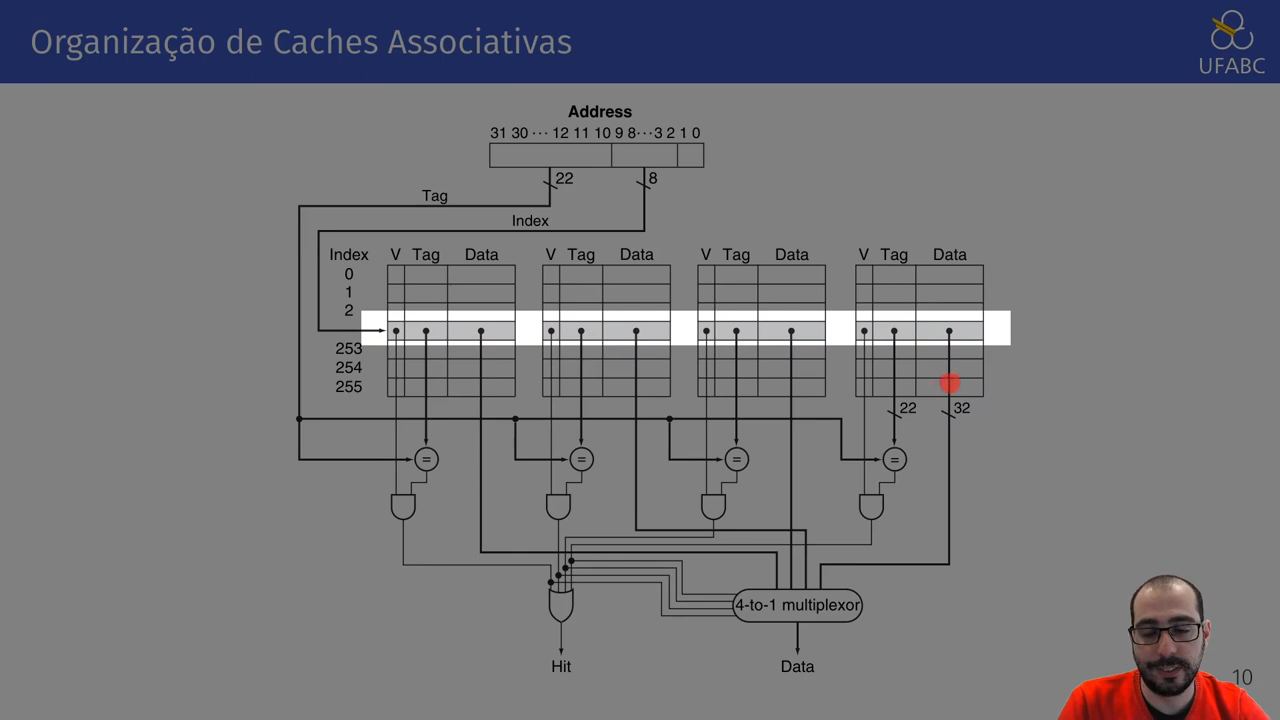 Organização de Caches Associativas
UFABC
Address
31 30 ··· 12 11 10 9 8 ··· 3 2 1 0
22
8
Tag
Index
Index V Tag Data V Tag Data V Tag Data V Tag Data
0
1
2
253
254
255
22 32
= = = =
4-to-1 multiplexor
Hit Data
10